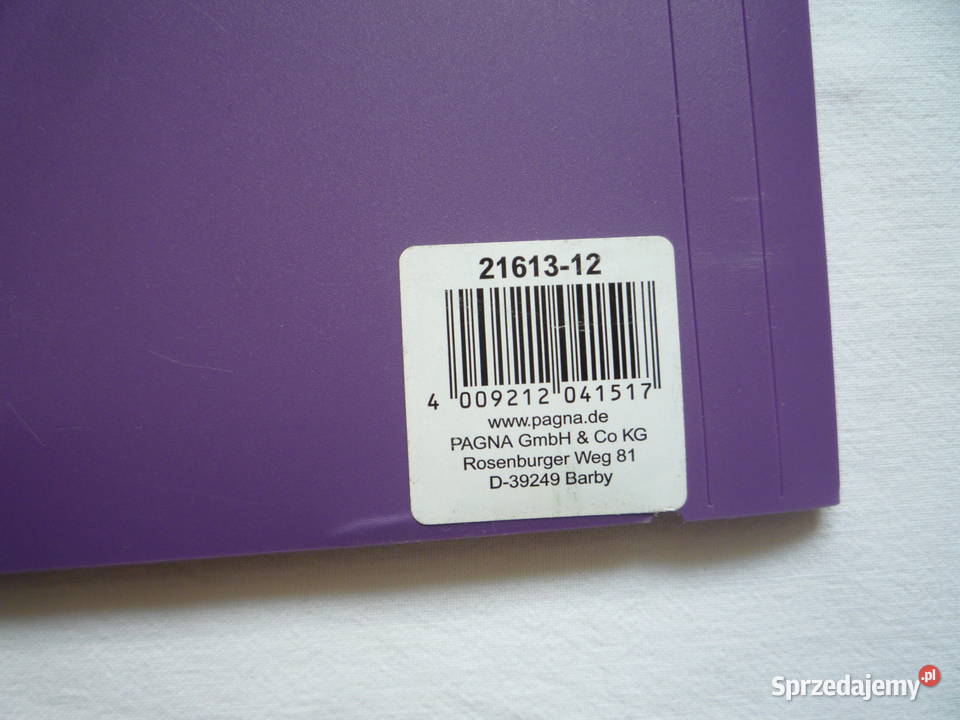 21613-12
4 009212 041517
www.pagna.de
PAGNA GmbH & Co KG
Rosenburger Weg 81
D-39249 Barby
Sprzedajemy.pl